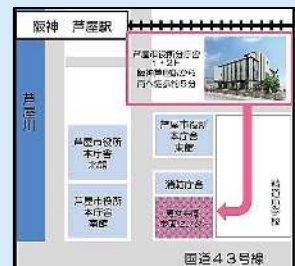 阪神 芦屋駅
芦屋市役所分庁舎
1・2F
阪神芦屋駅から
南へ徒歩約5分
芦屋川
芦屋市役所
本庁舎
北館
芦屋市役所
本庁舎
東館
消防庁舎
芦屋市役所
本庁舎
南館
国道43号線